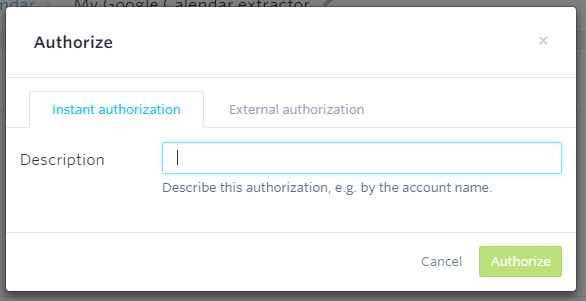 ndar › My Google Calendar extractor
Authorize ×
Instant authorization External authorization
Description
Describe this authorization, e.g. by the account name.
Cancel Authorize